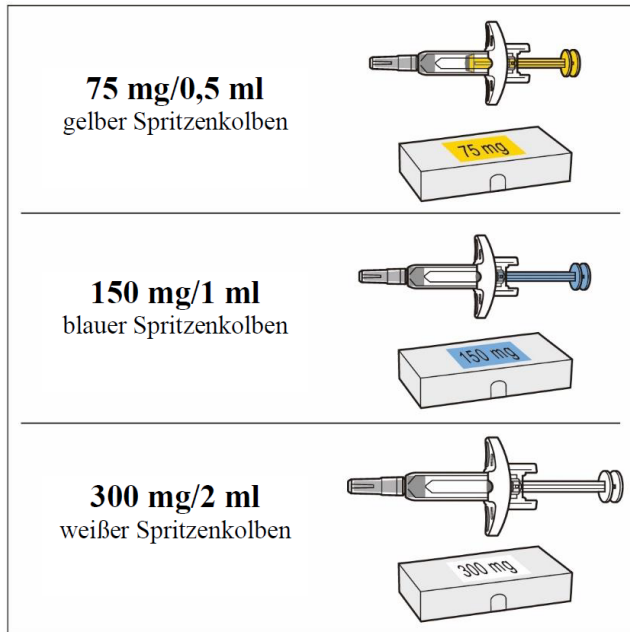 75 mg/0,5 ml
gelber Spritzenkolben
75 mg
150 mg/1 ml
blauer Spritzenkolben
150 mg
300 mg/2 ml
weißer Spritzenkolben
300 mg